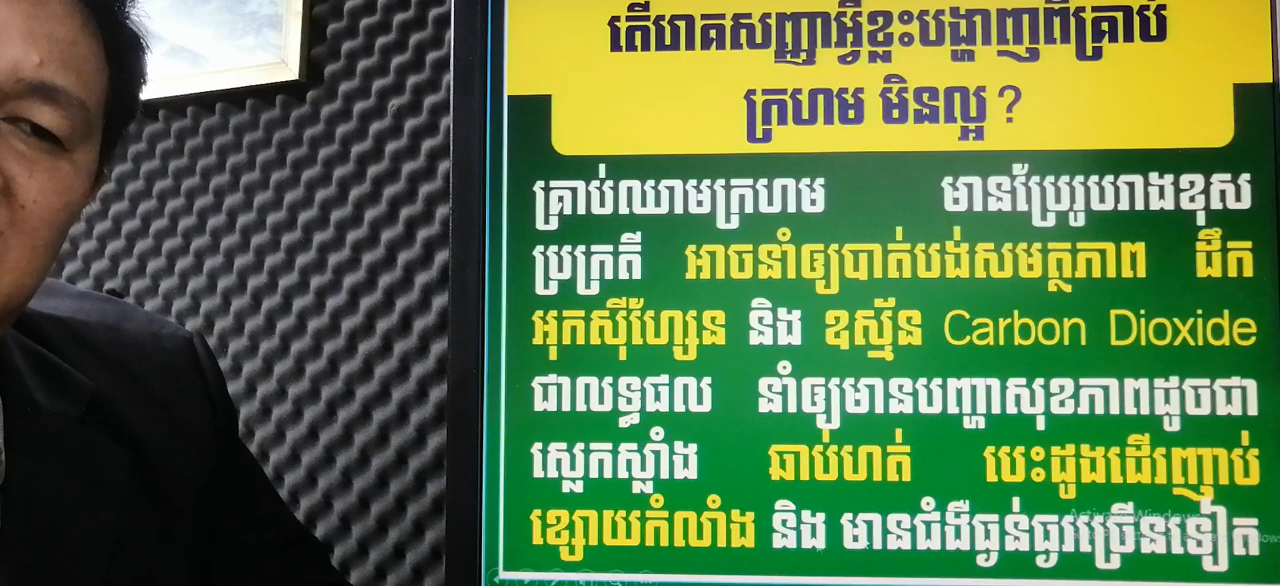 តើហាគសញ្ញាអ្វីខ្លះបង្ហាញពីគ្រាប់
ក្រហម មិនល្អ ?
គ្រាប់ឈាមក្រហម មានប្រែរូបរាងខុស
ប្រក្រតី អាចនាំឲ្យបាត់បង់សមត្ថភាព ដឹក
អុកស៊ីហ្សែន និង ឧស្ម័ន Carbon Dioxide
ជាលទ្ធផល នាំឲ្យមានបញ្ហាសុខភាពដូចជា
ស្លេកស្លាំង ឆាប់ហត់ បេះដូងដើរញាប់
ខ្សោយកំលាំង និង មានជំងឺធ្ងន់ធ្ងរច្រើនទៀត
Activate Windows